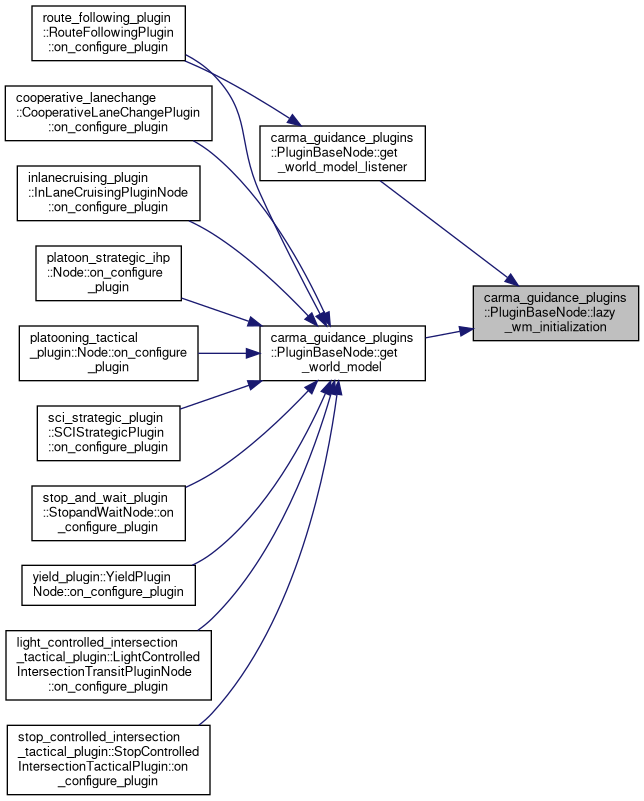 route_following_plugin
::RouteFollowingPlugin
::on_configure_plugin
cooperative_lanechange
::CooperativeLaneChangePlugin
::on_configure_plugin
carma_guidance_plugins
::PluginBaseNode::get
_world_model_listener
inlanecruising_plugin
::InLaneCruisingPluginNode
::on_configure_plugin
platoon_strategic_ihp
::Node::on_configure
_plugin
carma_guidance_plugins
::PluginBaseNode::lazy
_wm_initialization
platooning_tactical
_plugin::Node::on_configure
_plugin
carma_guidance_plugins
::PluginBaseNode::get
_world_model
sci_strategic_plugin
::SCIStrategicPlugin
::on_configure_plugin
stop_and_wait_plugin
::StopandWaitNode::on
_configure_plugin
yield_plugin::YieldPlugin
Node::on_configure_plugin
light_controlled_intersection
_tactical_plugin::LightControlled
IntersectionTransitPluginNode
::on_configure_plugin
stop_controlled_intersection
_tactical_plugin::StopControlled
IntersectionTacticalPlugin::on
_configure_plugin